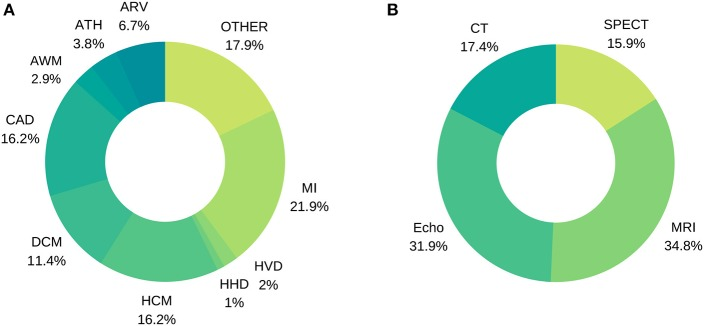 A
ARV
6.7%
ATH
3.8%
OTHER
17.9%
AWM
2.9%
CAD
16.2%
MI
21.9%
DCM
11.4%
HVD
2%
HHD
1%
HCM
16.2%
B
CT
17.4%
SPECT
15.9%
Echo
31.9%
MRI
34.8%